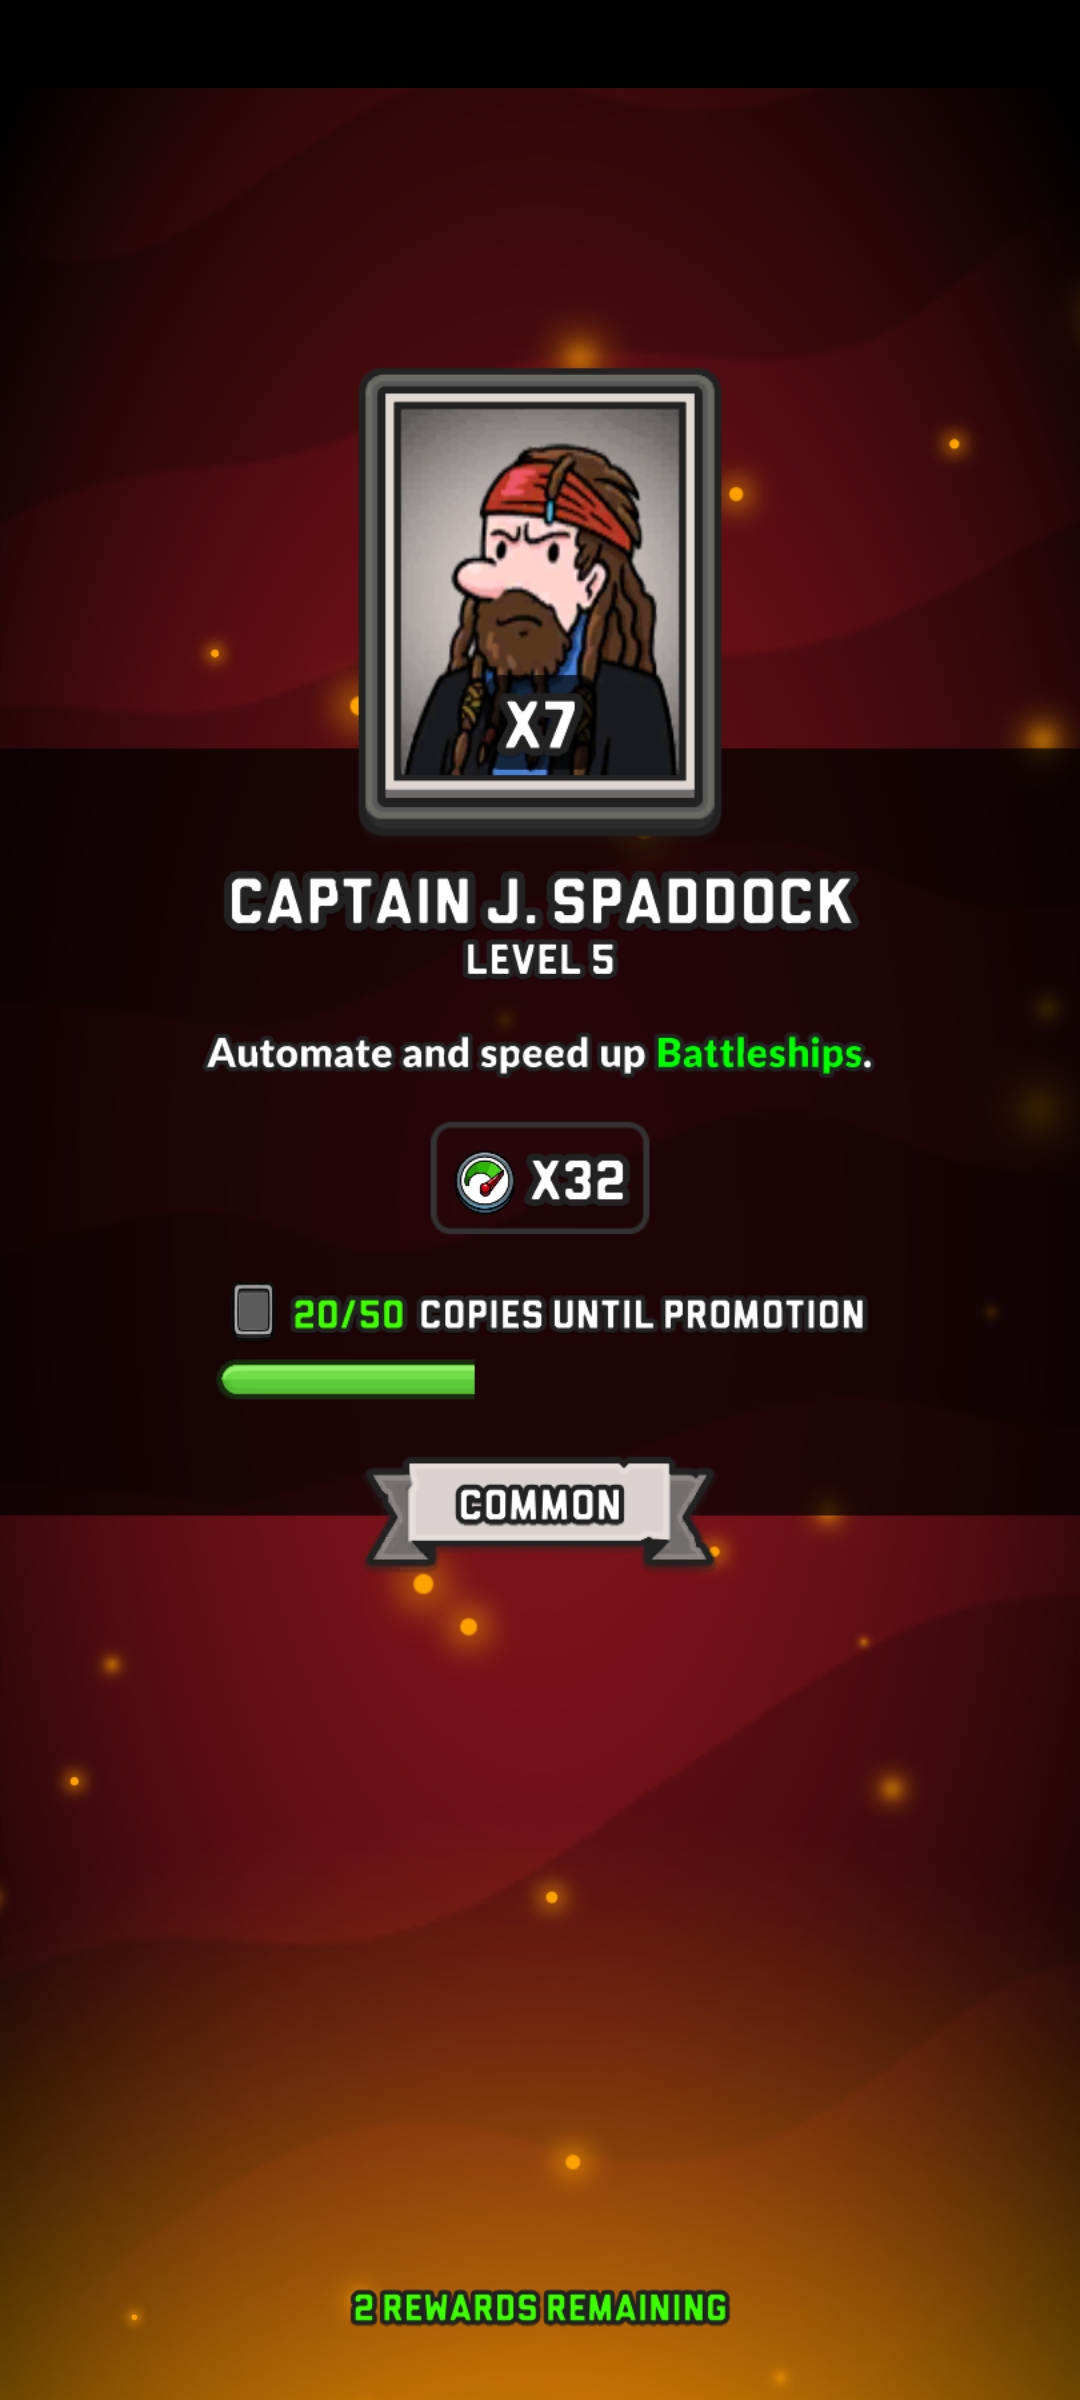 X7
CAPTAIN J. SPADDOCK
LEVEL 5
Automate and speed up Battleships.
X32
20/50 COPIES UNTIL PROMOTION
COMMON
2 REWARDS REMAINING